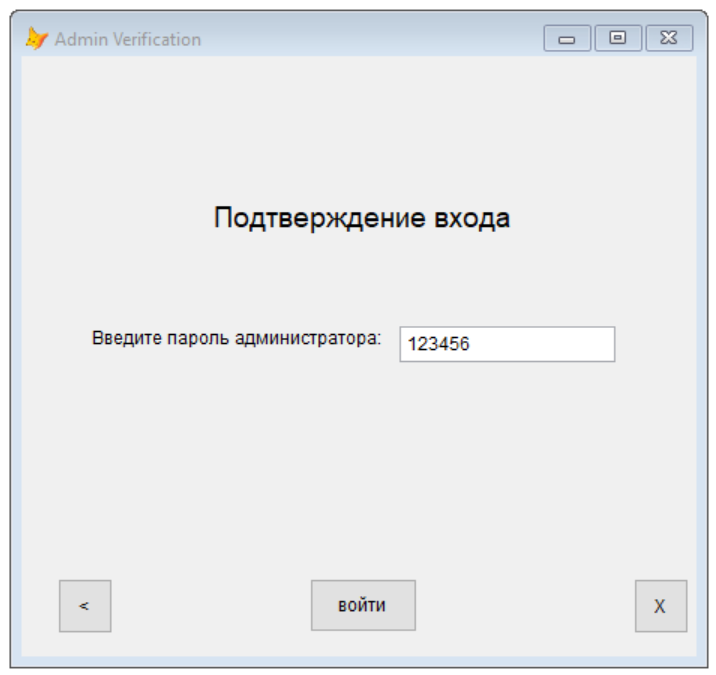 Admin Verification
Подтверждение входа
Введите пароль администратора: 123456
< войти X